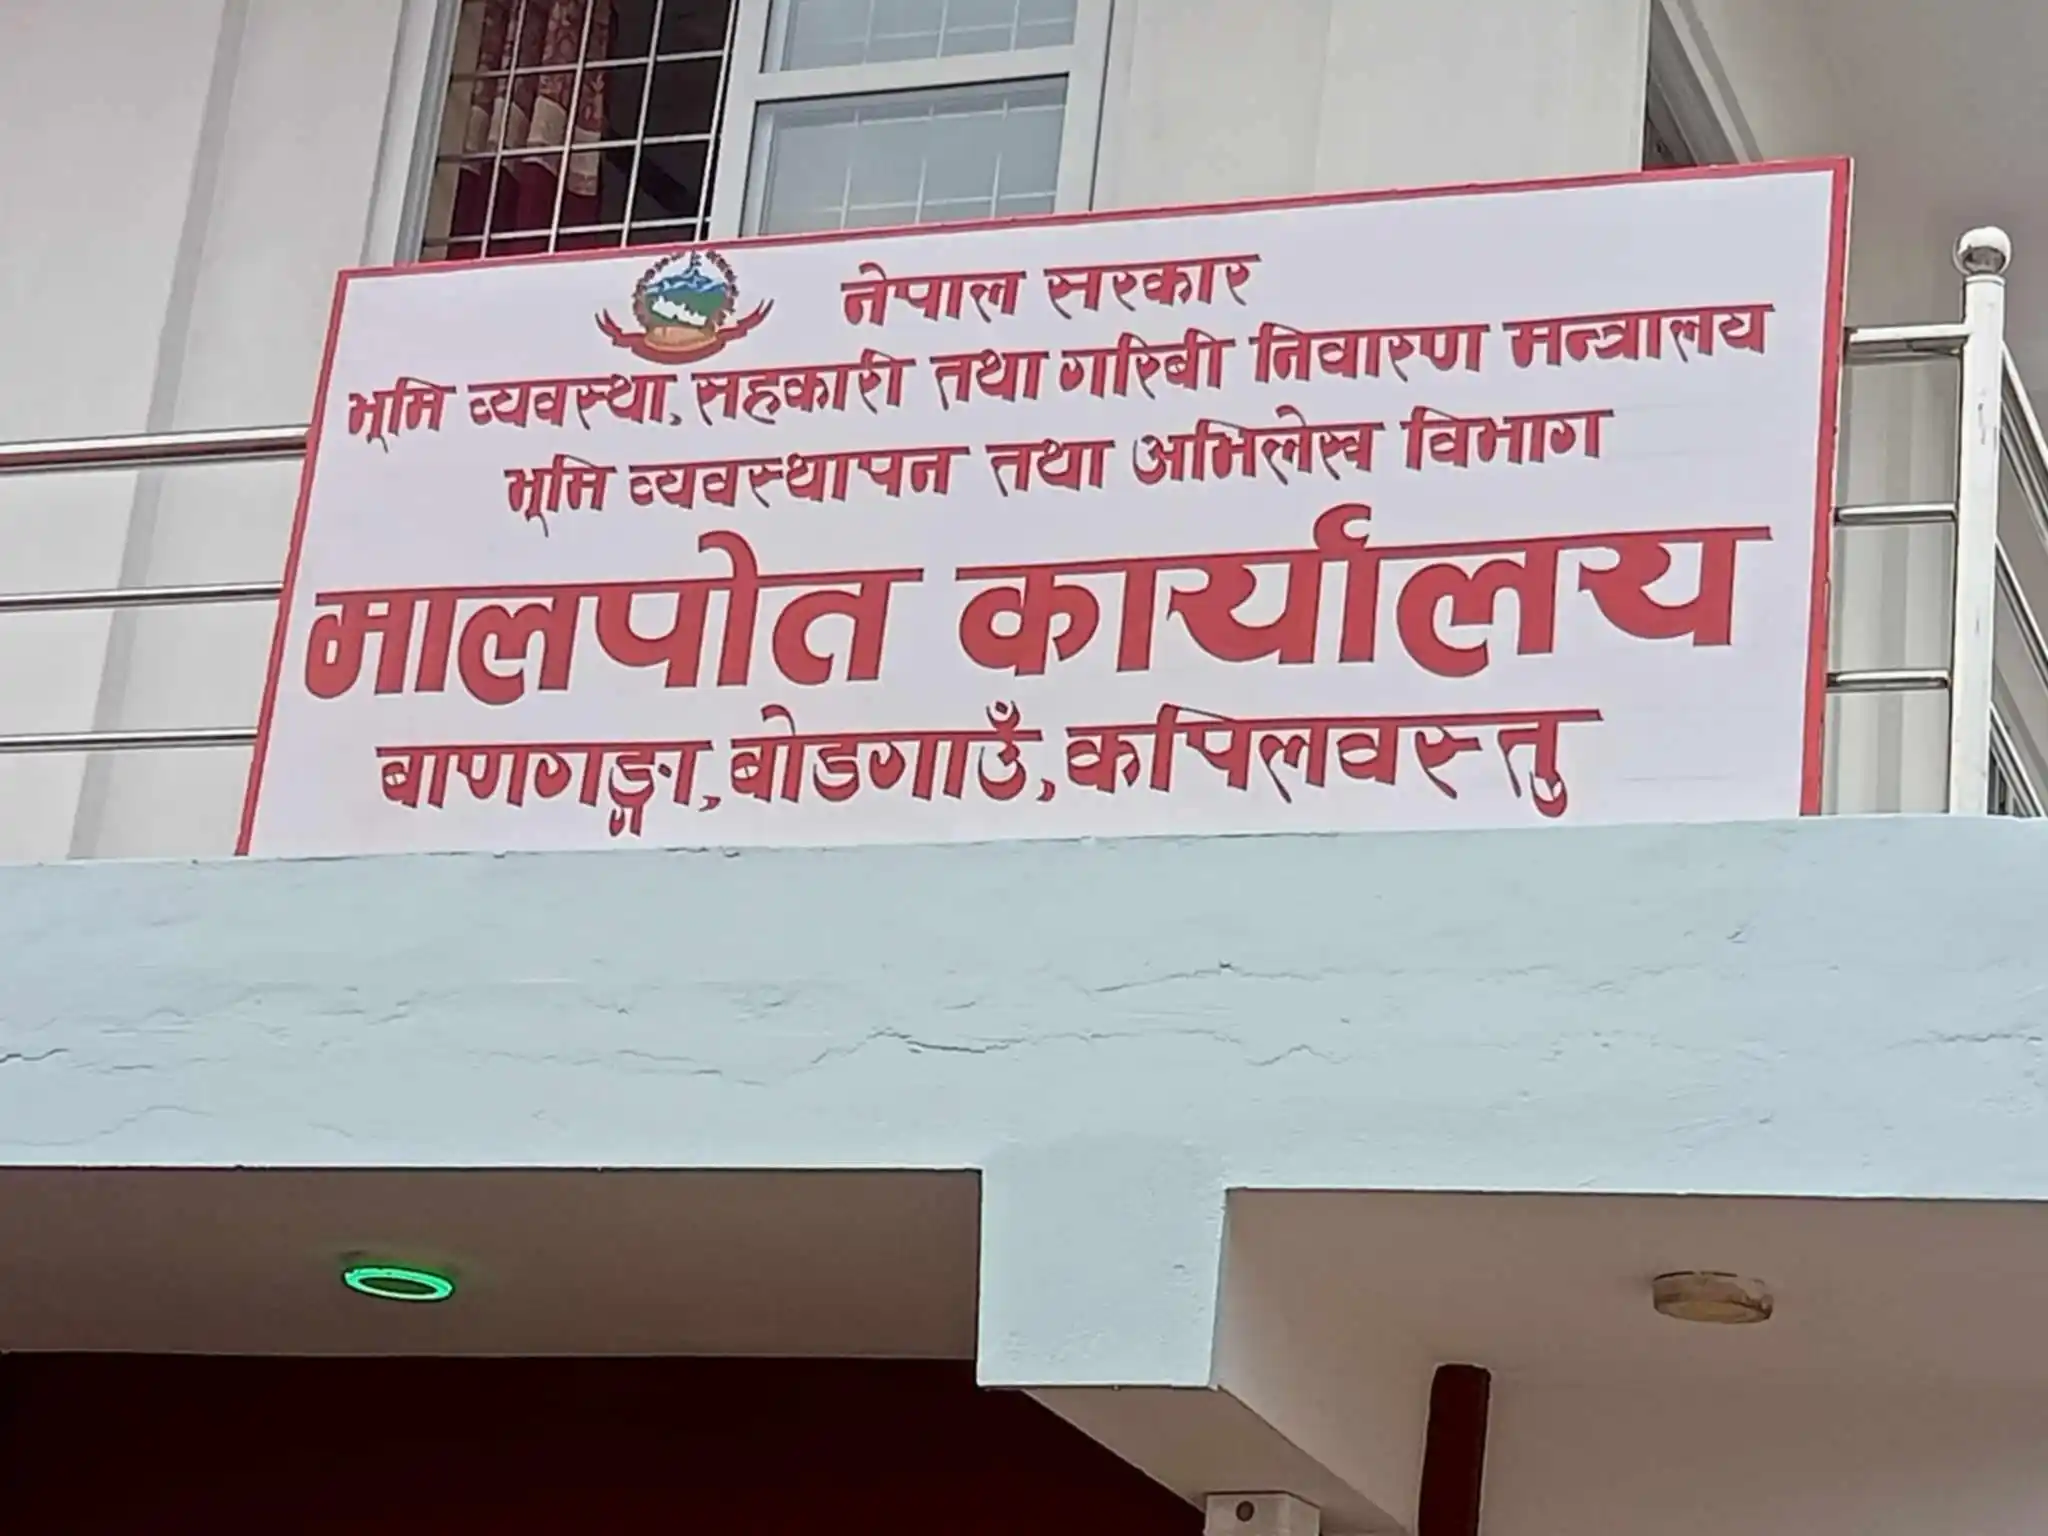 नेपाल सरकार
भूमि व्यवस्था, सहकारी तथा गरिबी निवारण मन्त्रालय
भूमि व्यवस्थापन तथा अभिलेख विभाग
मालपोत कार्यालय
बाणगङ्गा, बोडगाउँ, कपिलवस्तु